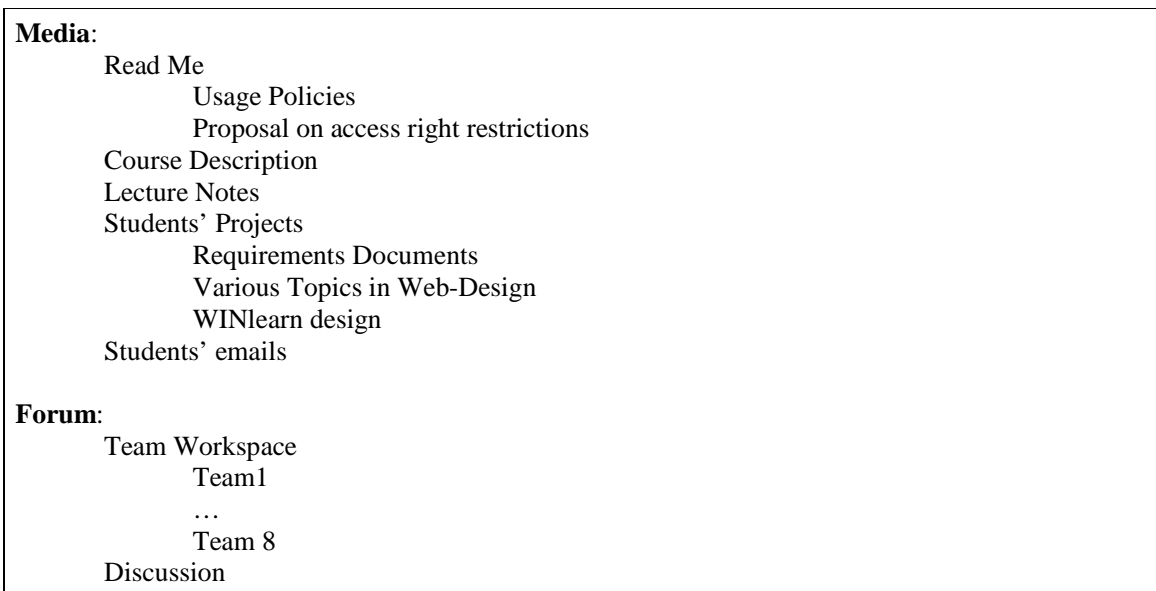 Media:
Read Me
Usage Policies
Proposal on access right restrictions
Course Description
Lecture Notes
Students’ Projects
Requirements Documents
Various Topics in Web-Design
WINlearn design
Students’ emails
Forum:
Team Workspace
Team1
…
Team 8
Discussion